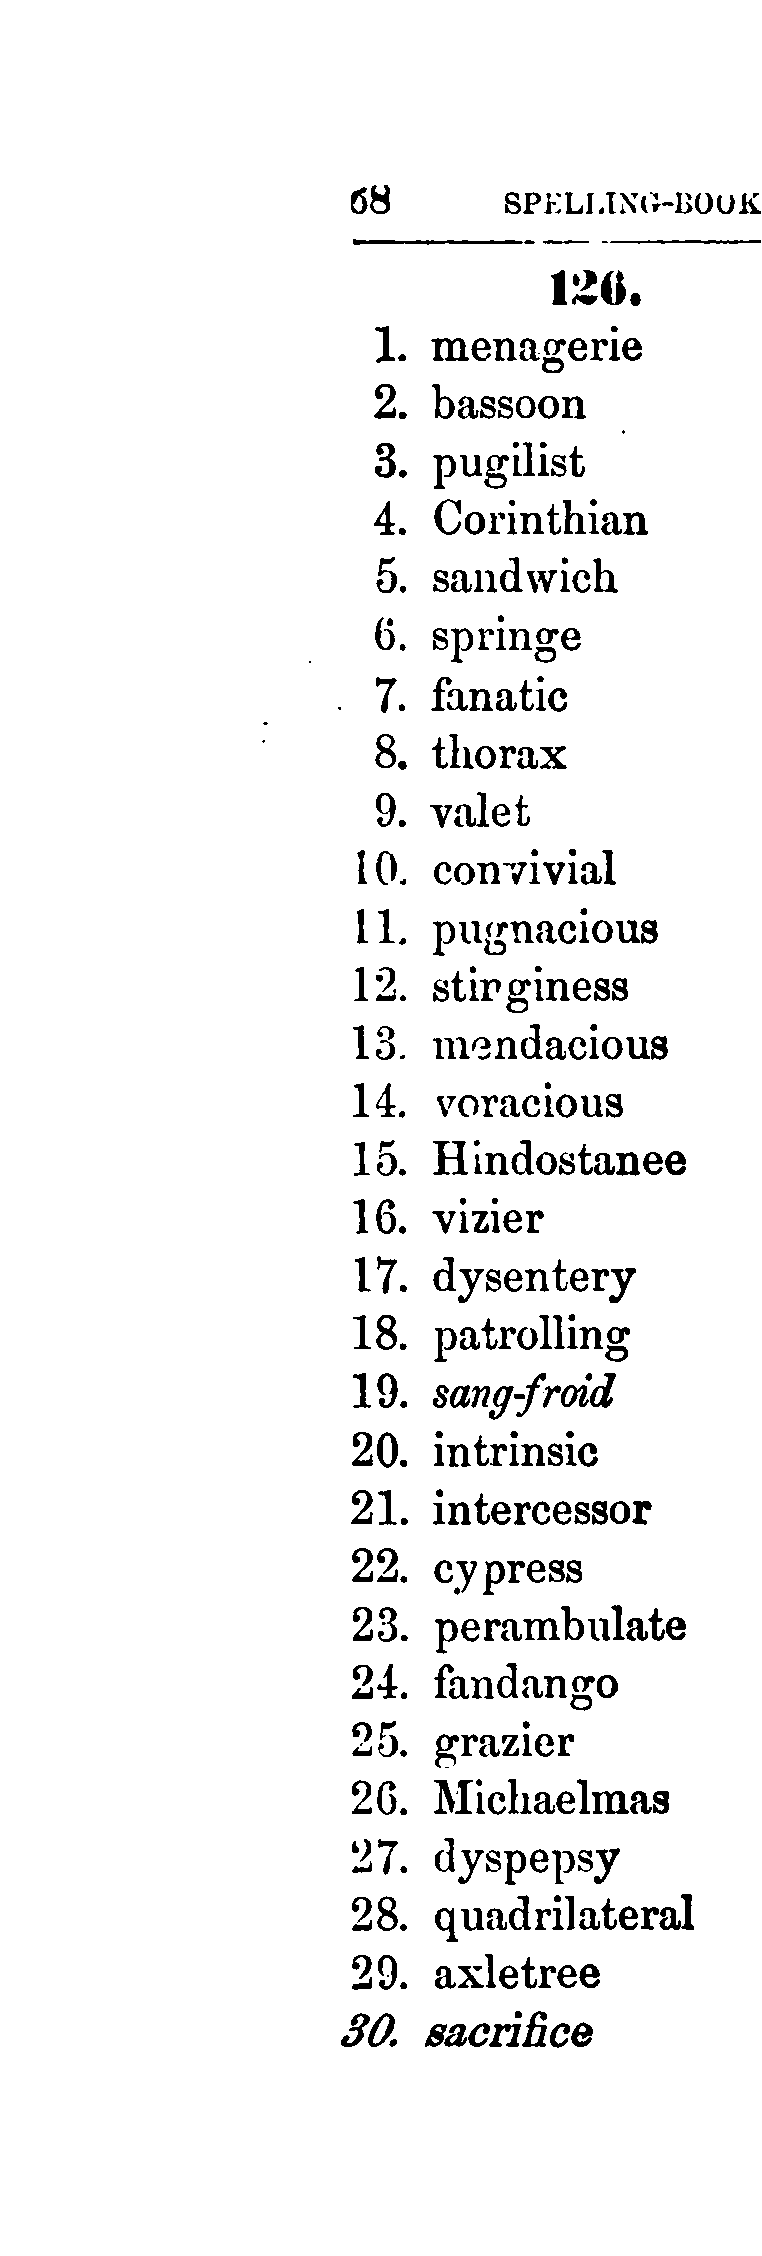 68 SPELLING-BOOK
126.
1. menagerie
2. bassoon
3. pugilist
4. Corinthian
5. sandwich
6. springe
7. fanatic
8. thorax
9. valet
10. convivial
11. pugnacious
12. stinginess
13. mendacious
14. voracious
15. Hindostanee
16. vizier
17. dysentery
18. patrolling
19. sang-froid
20. intrinsic
21. intercessor
22. cypress
23. perambulate
24. fandango
25. grazier
26. Michaelmas
27. dyspepsy
28. quadrilateral
29. axletree
30. sacrifice